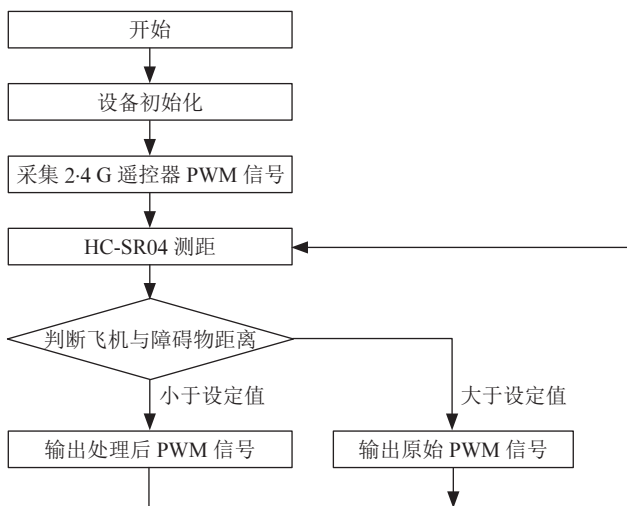 开始
设备初始化
采集 2·4 G 遥控器 PWM 信号
HC-SR04 测距
判断飞机与障碍物距离
小于设定值
大于设定值
输出处理后 PWM 信号
输出原始 PWM 信号